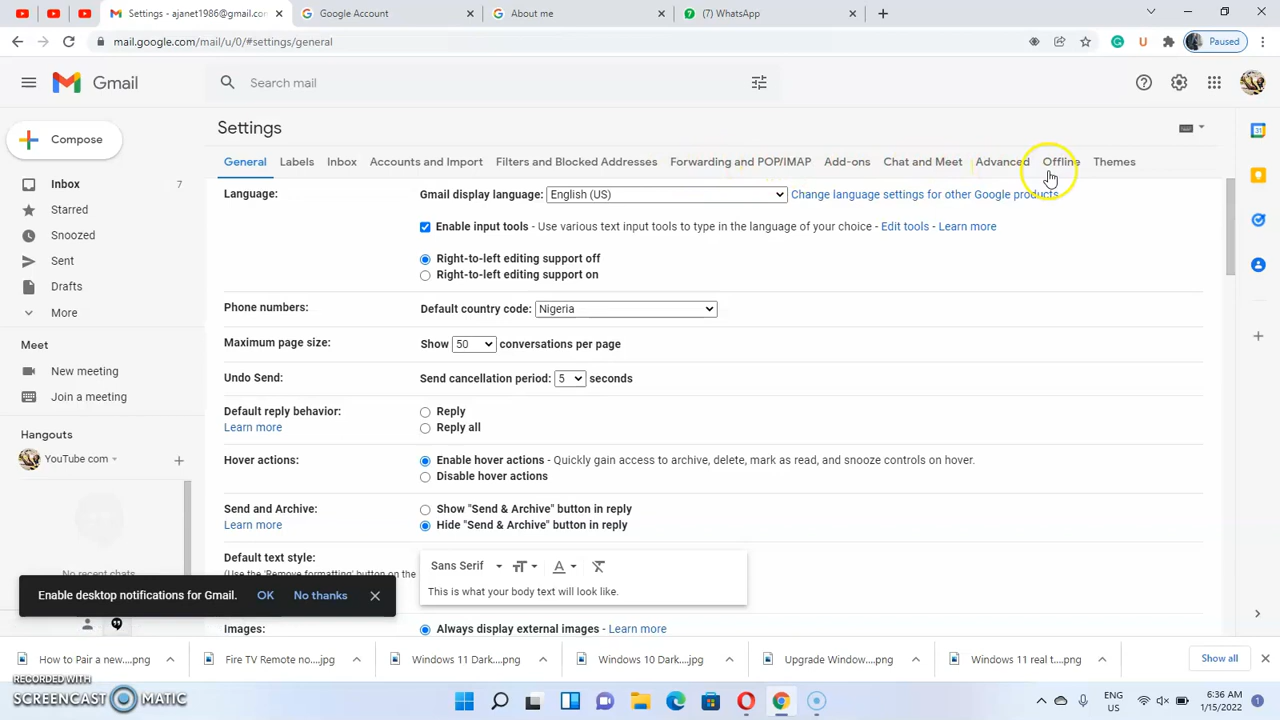 Settings - ajanet1986@gmail.com
Google Account
About me
(7) WhatsApp
mail.google.com/mail/u/0/#settings/general
Paused
Gmail
Search mail
Compose
Settings
General Labels Inbox Accounts and Import Filters and Blocked Addresses Forwarding and POP/IMAP Add-ons Chat and Meet Advanced Offline Themes
Inbox 7
Starred
Snoozed
Sent
Drafts
More
Meet
New meeting
Join a meeting
Hangouts
YouTube com
No recent chats
Language: Gmail display language: English (US) Change language settings for other Google products
Enable input tools - Use various text input tools to type in the language of your choice - Edit tools - Learn more
Right-to-left editing support off
Right-to-left editing support on
Phone numbers: Default country code: Nigeria
Maximum page size: Show 50 conversations per page
Undo Send: Send cancellation period: 5 seconds
Default reply behavior: Reply
Learn more Reply all
Hover actions: Enable hover actions - Quickly gain access to archive, delete, mark as read, and snooze controls on hover.
Disable hover actions
Send and Archive: Show "Send & Archive" button in reply
Learn more Hide "Send & Archive" button in reply
Default text style: Sans Serif
(Use the 'Remove formatting' button on the
This is what your body text will look like.
Images: Always display external images - Learn more
Enable desktop notifications for Gmail. OK No thanks
How to Pair a new....png
Fire TV Remote no....jpg
Windows 11 Dark....png
Windows 10 Dark....jpg
Upgrade Window....png
Windows 11 real t....png
Show all
RECORDED WITH
SCREENCAST MATIC
ENG
US
6:36 AM
1/15/2022